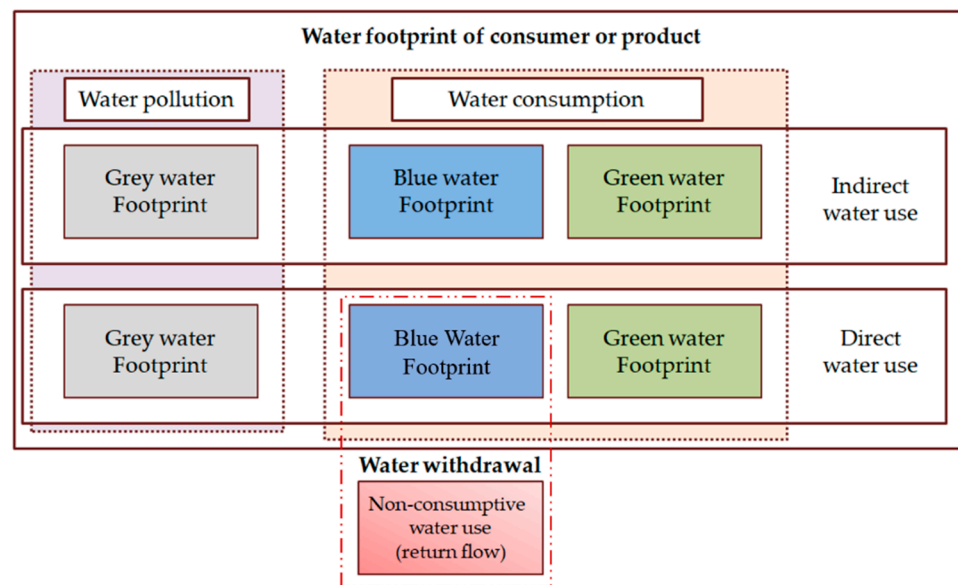 Water footprint of consumer or product
Water pollution
Water consumption
Grey water
Footprint
Blue water
Footprint
Green water
Footprint
Indirect
water use
Grey water
Footprint
Blue Water
Footprint
Green water
Footprint
Direct
water use
Water withdrawal
Non-consumptive
water use
(return flow)